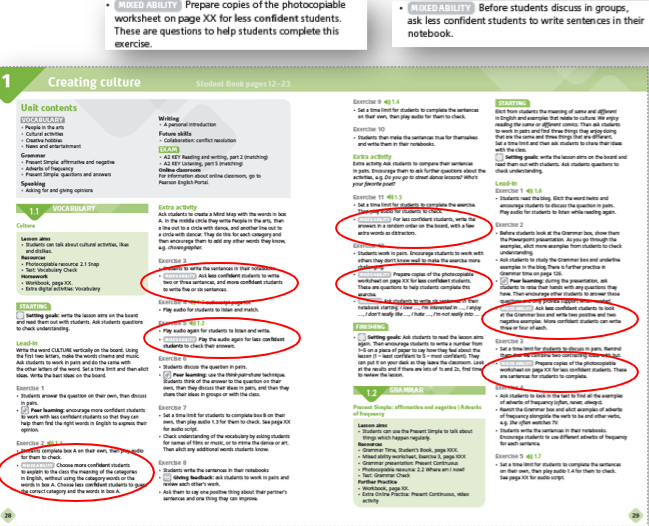 • MIXED ABILITY Prepare copies of the photocopiable
worksheet on page XX for less confident students.
These are questions to help students complete this
exercise.
• MIXED ABILITY Before students discuss in groups,
ask less confident students to write sentences in their
notebook.
1 Creating culture Student Book pages 12–23
Unit contents
VOCABULARY
• People in the arts
• Cultural activities
• Creative hobbies
• News and entertainment
Grammar
• Present Simple: affirmative and negative
• Adverbs of frequency
• Present Simple: questions and answers
Speaking
• Asking for and giving opinions
Writing
• A personal introduction
Future skills
• Collaboration: conflict resolution
EXAM
• A2 KEY Reading and writing, part 2 (matching)
• A2 KEY Listening, part 5 (matching)
Online classroom
For information about online classroom, go to
Pearson English Portal.
1.1 VOCABULARY
Culture
Lesson aims
• Students can talk about cultural activities, likes
and dislikes.
Resources
• Photocopiable resource 2.1 Snap
• Test: Vocabulary Check
Homework
• Workbook, page XX.
• Extra digital activities: Vocabulary
STARTING
Setting goals: write the lesson aims on the board
and read them out with students. Ask students questions
to check understanding.
Lead-in
Write the word CULTURE vertically on the board. Using
the first two letters, make the words cinema and music.
Ask students to work in pairs and do the same with
the other letters of the word. Set a time limit and then elicit
ideas. Write the best ideas on the board.
Exercise 1
• Students answer the question on their own, then discuss
in pairs.
• Peer learning: encourage more confident students
to work with less confident students so that they can
help them find the right words in English to express their
opinion.
Exercise 2
• Students complete box A on their own, then play audio
for them to check.
• MIXED ABILITY Choose more confident students
to explain to the class the meaning of the categories
in English, without using the category words or the
words in box A. Choose less confident students to guess
the correct category and the words in box A.
Extra activity
Ask students to create a Mind Map with the words in box
A. In the middle circle they write People in the arts, then
a line out to a circle with dance, and another line out to
a circle with dancer. They do this for each category and
then encourage them to add any other words they know,
e.g. choreographer.
Exercise 3
• Students to write the sentences in their notebooks.
• MIXED ABILITY Ask less confident students to write
two or three sentences, and more confident students
to write five or six sentences.
• Play audio for students to listen and match.
Exercise 5 1.2
• Play audio again for students to listen and write.
• MIXED ABILITY Play the audio again for less confident
students to check their answers.
Exercise 6
• Students discuss the question in pairs.
• Peer learning: use the think-pair-share technique.
Students think of the answer to the question on their
own, then they discuss their ideas in pairs, and then they
share their ideas in groups or with the class.
Exercise 7
• Set a time limit for students to complete box B on their
own, then play audio 1.3 for them to check. See page XX
for audio script.
• Check understanding of the vocabulary by asking students
for names of films or music, or to mime the dance or art.
Then elicit any additional words students know.
Exercise 8
• Students write the sentences in their notebooks
• Giving feedback: ask students to work in pairs and
review each other's work.
• Ask them to say one positive thing about their partner's
sentences and one thing they can improve.
28
Exercise 9 1.4
• Set a time limit for students to complete the sentences
on their own, then play audio for them to check.
Exercise 10
• Students then make the sentences true for themselves
and write them in their notebooks.
Extra activity
Extra activity Ask students to compare their sentences
in pairs. Encourage them to ask further questions about the
activities, e.g. Do you go to street dance lessons? Who's
your favourite poet?
Exercise 11 1.5
• Set a time limit for students to complete the exercise.
Then play audio for students to check.
• MIXED ABILITY For less confident students, write the
answers in a random order on the board, with a few
extra words as distractors.
• Students work in pairs. Encourage students to work with
others they don't know well to make the exercise more
• MIXED ABILITY Prepare copies of the photocopiable
worksheet on page XX for less confident students.
These are questions to help students complete this
exercise.
FINISHING
Setting goals: Ask students to read the lesson aims
again. Then encourage students to write a number from
1–5 on a piece of paper to say how they feel about the
lesson (1 – least confident to 5 – most confident). They
can put it on your desk as they leave the classroom. Look
at the results and if there are lots of 1s and 2s, find time
to review the lesson.
1.2 GRAMMAR
Present Simple: affirmative and negative | Adverbs
of frequency
Lesson aims
• Students can use the Present Simple to talk about
things which happen regularly.
Resources
• Grammar Time, Student's Book, page XXX.
• Mixed ability worksheet, Exercise 3, page XXX
• Grammar presentation: Present Continuous
• Photocopiable resource 2.2 Where am I now?
• Test: Grammar Check
Further Practice
• Workbook, page XX.
• Extra Online Practice: Present Continuous, video
activity
STARTING
Elicit from students the meaning of same and different
in English and examples that relate to culture: We enjoy
reading the same or different comics. Then ask students
to work in pairs and find three things they enjoy doing
that are the same and three things that are different.
Set a time limit and then ask students to share their ideas
with the class.
Setting goals: write the lesson aims on the board and
read them out with students. Ask students questions to
check understanding.
Lead-in
Exercise 1 1.6
• Students read the blog. Elicit the word twins and
encourage students to discuss the question in pairs.
Play audio for students to listen while reading again.
Exercise 2
• Before students look at the Grammar box, show them
the Powerpoint presentation. As you go through the
examples, elicit more examples from students to check
understanding.
• Ask students to study the Grammar box and underline
examples in the blog. There is further practice in
Grammar time on page 126.
• Peer learning: during the presentation, ask
students to raise their hands with any questions they
have. Then encourage other students to answer those
• MIXED ABILITY Ask less confident students to look
at the Grammar box and write two positive and two
negative examples. More confident students can write
three or four of each.
Exercise 3
• Set a time limit for students to discuss in pairs. Remind
• MIXED ABILITY Prepare copies of the photocopiable
worksheet on page XX for less confident students. These
are sentences for students to complete.
Exercise 4
• Ask students to look in the text to find all the examples
of adverbs of frequency (often, never, always).
• Revisit the Grammar box and elicit examples of adverbs
of frequency alongside the verb to be and other verbs,
e.g. She often watches TV.
• Students write the sentences in their notebooks.
Encourage students to use different adverbs of frequency
for each sentence.
Exercise 5 1.7
• Set a time limit for students to complete the sentences
on their own, then play audio 1.4 for them to check.
See page XX for audio script.
29